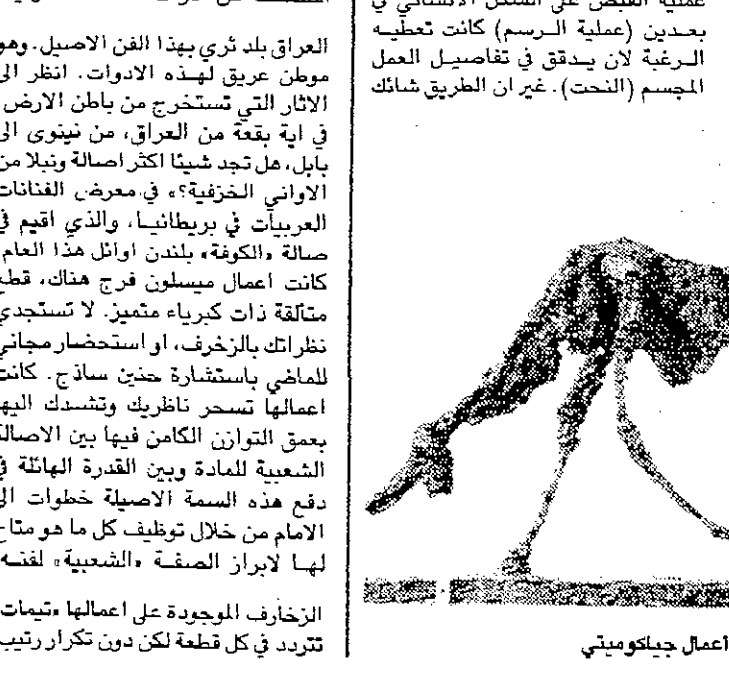 عملية القبض على الشكل الانساني في
بعدين (عملية الرسم) كانت تعطيه
الرغبة لان يدقق في تفاصيل العمل
المجسم (النحت). غير ان الطريق شائك
أعمال جياكوميتي
العراق بلد ثري بهذا الفن الاصيل. وهو
موطن عريق لهذه الادوات. انظر الى
الاثار التي تستخرج من باطن الارض
في اية بقعة من العراق، من نينوى الى
بابل، هل تجد شيئا اكثر اصالة ونبلا من
الاواني الخزفية؟» في معرض الفنانات
العربيات في بريطانيا، والذي اقيم في
صالة «الكوفة» بلندن اوائل هذا العام،
كانت اعمال ميسلون فرج هناك، قطع
متألقة ذات كبرياء متميز. لا تستجدي
نظراتك بالزخرف، او استحضار مجاني
للماضي باستشارة حنين ساذج. كانت
اعمالها تسحر ناظريك وتشدك اليها
بعمق التوازن الكامن فيها بين الاصالة
الشعبية للمادة وبين القدرة الهائلة في
دفع هذه السمة الاصيلة خطوات الى
الامام من خلال توظيف كل ما هو متاح
لها لابراز الصفة «الشعبية» لفنه
الزخارف الموجودة على اعمالها «تيمات
تتردد في كل قطعة لكن دون تكرار رتيب